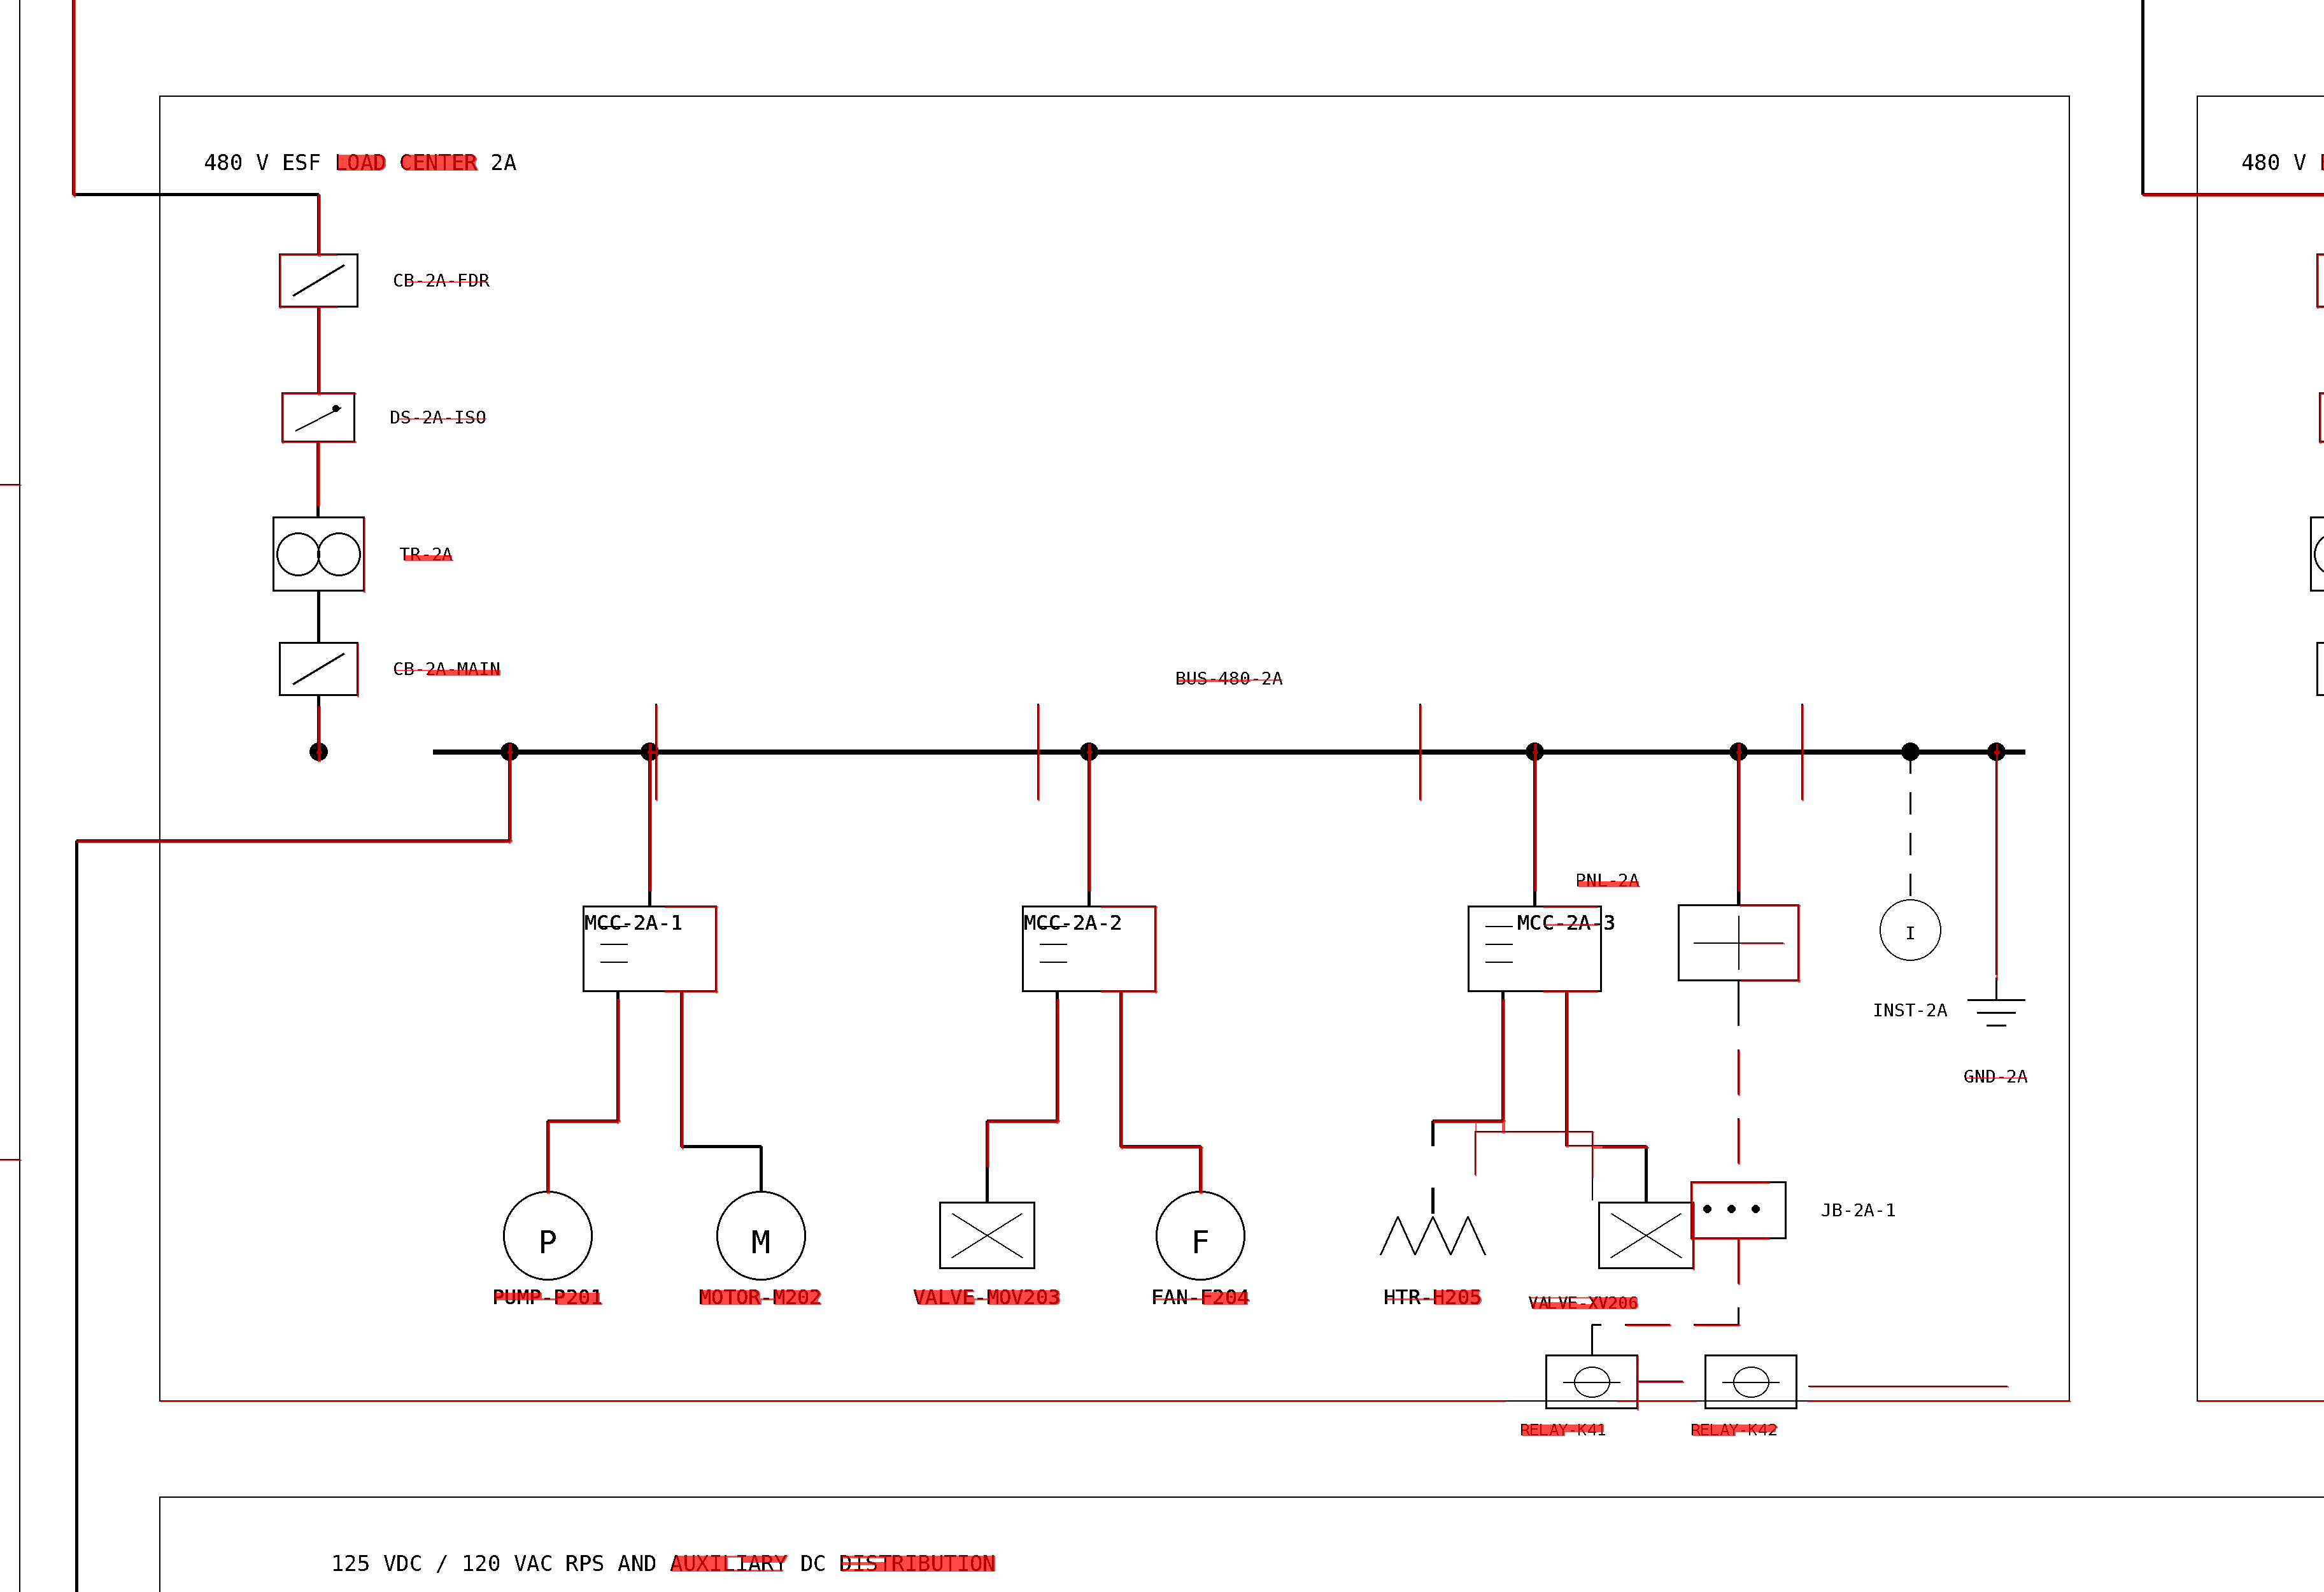 480 V ESF LOAD CENTER 2A
480 V
CB-2A-FDR
DS-2A-ISO
TR-2A
CB-2A-MAIN
BUS-480-2A
PNL-2A
MCC-2A-1
MCC-2A-2
MCC-2A-3
I
INST-2A
GND-2A
JB-2A-1
P
M
F
PUMP-P201
MOTOR-M202
VALVE-MOV203
FAN-F204
HTR-H205
VALVE-XV206
RELAY-K41
RELAY-K42
125 VDC / 120 VAC RPS AND AUXILIARY DC DISTRIBUTION